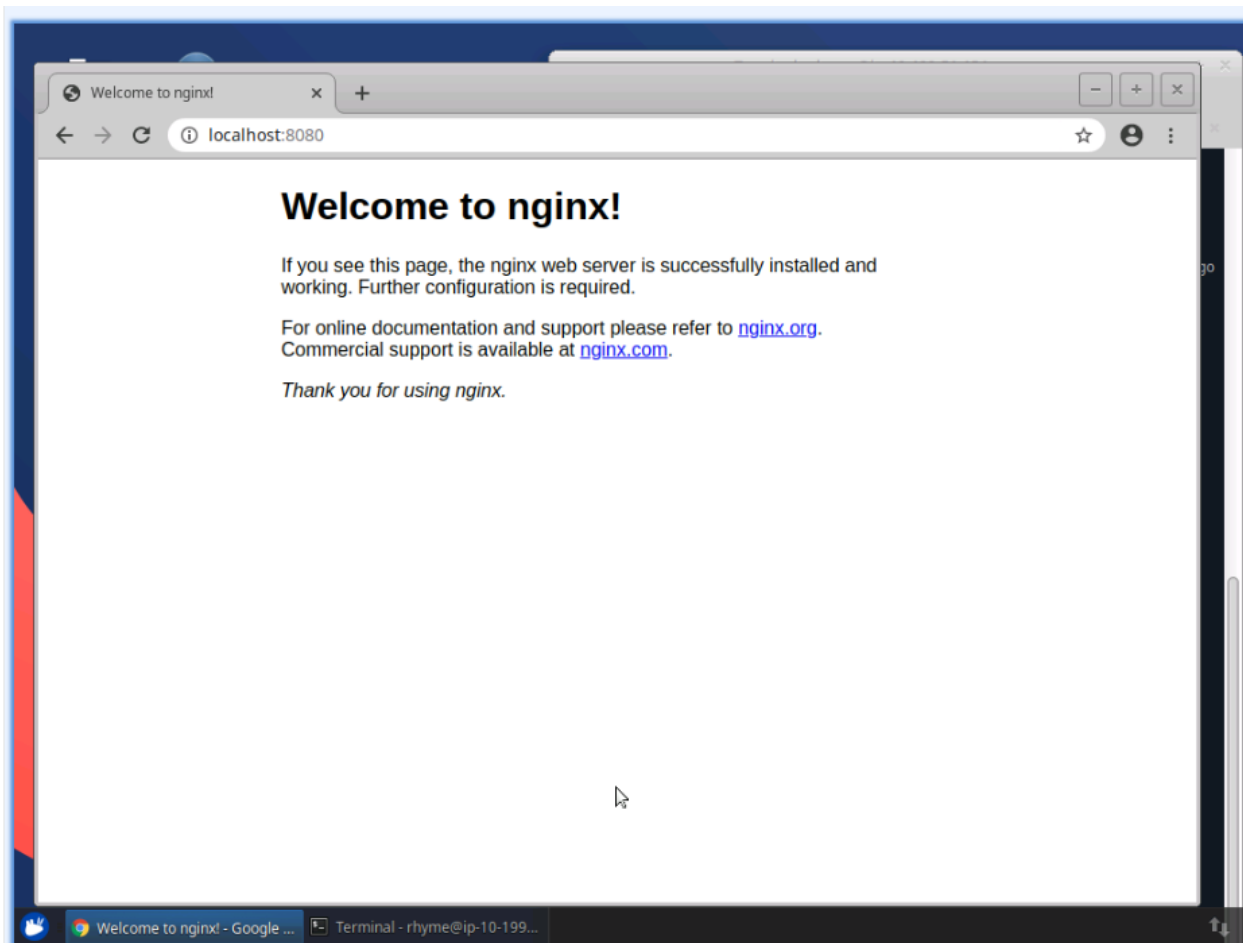 Welcome to nginx!
localhost:8080
Welcome to nginx!
If you see this page, the nginx web server is successfully installed and
working. Further configuration is required.
For online documentation and support please refer to nginx.org.
Commercial support is available at nginx.com.
Thank you for using nginx.
go
Welcome to nginx! - Google ...
Terminal - rhyme@ip-10-199...